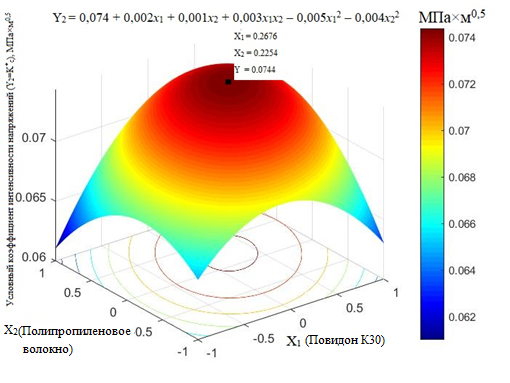 Y₂ = 0,074 + 0,002x₁ + 0,001x₂ + 0,003x₁x₂ – 0,005x₁² – 0,004x₂²
МПа×м⁰,⁵
X₁ = 0.2676
X₂ = 0.2254
Y = 0.0744
Условный коэффициент интенсивности напряжений (Y₂=K*c), МПа×м⁰,⁵
0.07
0.065
0.06
1
0.5
0
-0.5
-1
-1
-0.5
0
0.5
1
X₂(Полипропиленовое
волокно)
X₁ (Повидон К30)
0.074
0.072
0.07
0.068
0.066
0.064
0.062